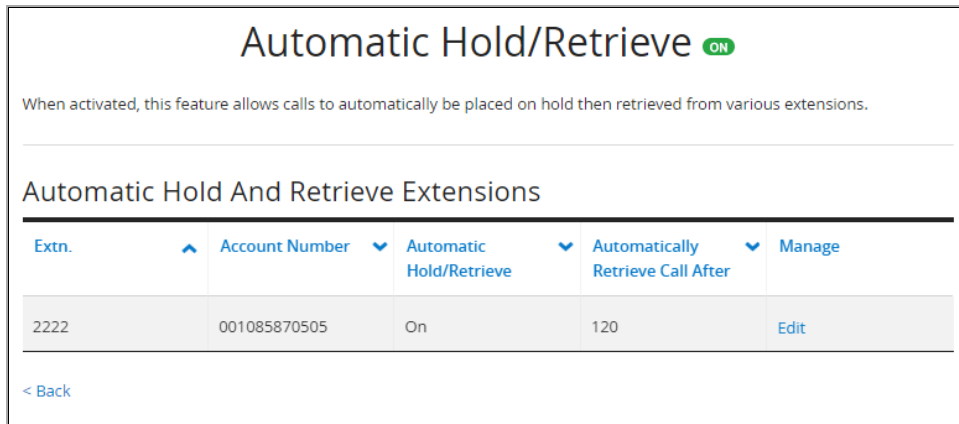 Automatic Hold/Retrieve ON
When activated, this feature allows calls to automatically be placed on hold then retrieved from various extensions.
Automatic Hold And Retrieve Extensions
Extn. Account Number Automatic Automatically Manage
Hold/Retrieve Retrieve Call After
2222 001085870505 On 120 Edit
< Back